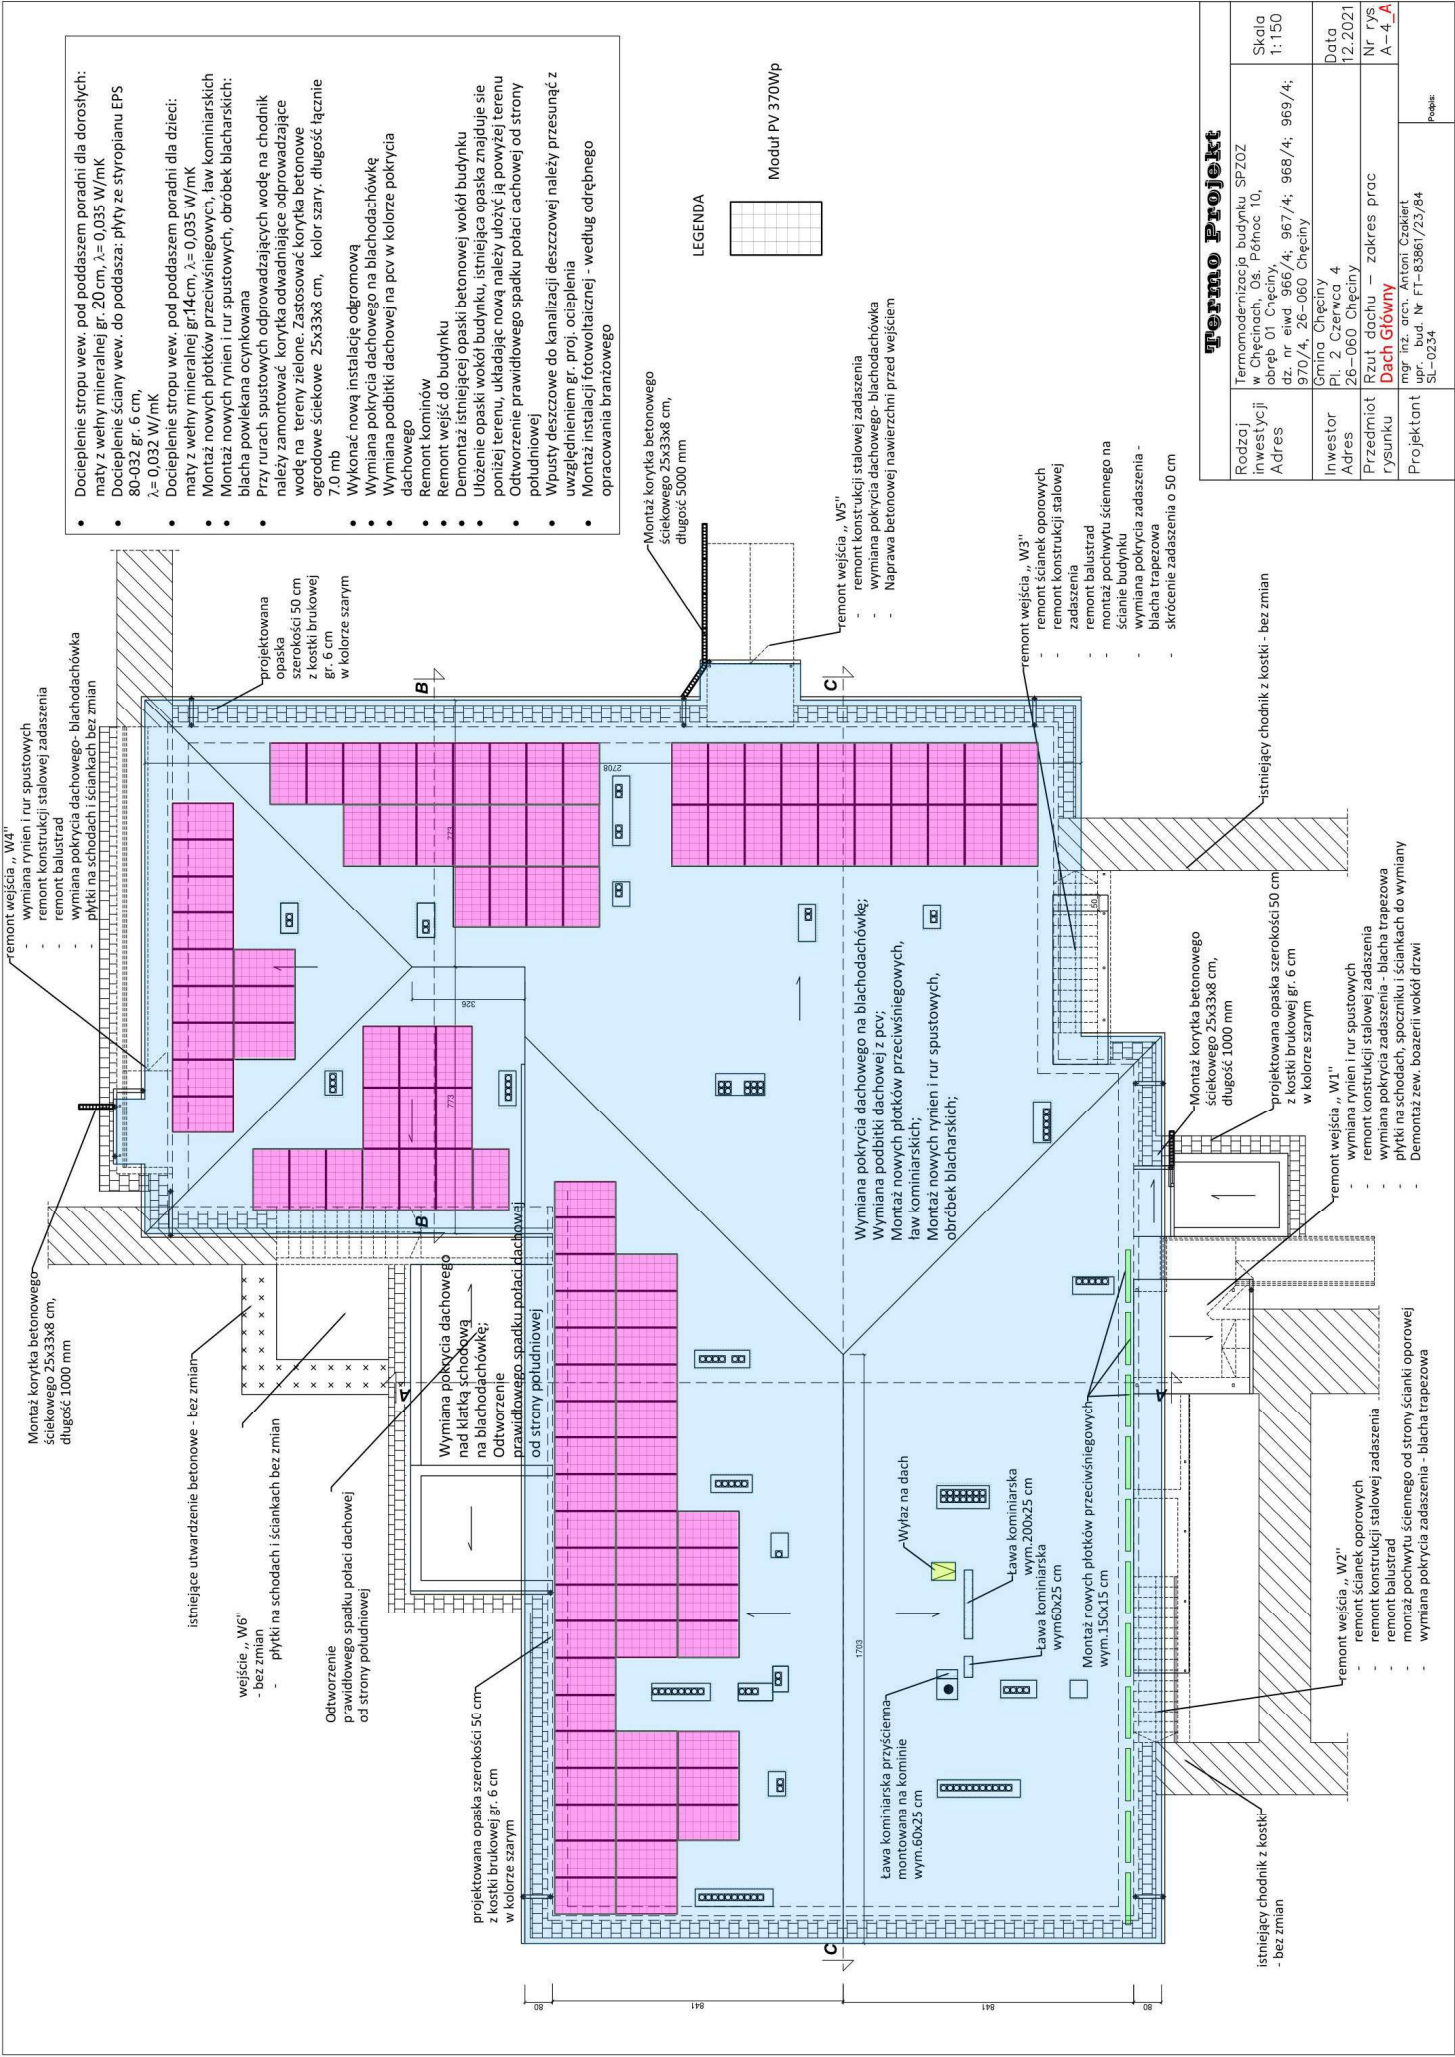 Docieplenie stropu wew. pod poddaszem poradni dla dorosłych:
maty z wełny mineralnej gr. 20 cm, λ= 0,035 W/mK
Docieplenie ściany wew. do poddasza: płyty ze styropianu EPS
80-032 gr. 6 cm,
λ= 0,032 W/mK
Docieplenie stropu wew. pod poddaszem poradni dla dzieci:
maty z wełny mineralnej gr.14cm, λ= 0,035 W/mK
Montaż nowych płotków przeciwśniegowych, ław kominiarskich
Montaż nowych rynien i rur spustowych, obróbek blacharskich:
blacha powlekana ocynkowana
Przy rurach spustowych odprowadzających wodę na chodnik
należy zamontować korytka odwadniające odprowadzające
wodę na tereny zielone. Zastosować korytka betonowe
ogrodowe ściekowe 25x33x8 cm, kolor szary. długość łącznie
7.0 mb
Wykonać nową instalację odgromową
Wymiana pokrycia dachowego na blachodachówkę
Wymiana podbitki dachowej na pcv w kolorze pokrycia
dachowego
Remont kominów
Remont wejść do budynku
Demontaż istniejącej opaski betonowej wokół budynku
Ułożenie opaski wokół budynku, istniejąca opaska znajduje sie
poniżej terenu, układając nową należy ułożyć ją powyżej terenu
Odtworzenie prawidłowego spadku połaci cachowej od strony
południowej
Wpusty deszczowe do kanalizacji deszczowej należy przesunąć z
uwzględnieniem gr. proj. ocieplenia
Montaż instalacji fotowoltaicznej - według odrębnego
opracowania branżowego
LEGENDA
Moduł PV 370Wp
remont wejścia ,, W4"
- wymiana rynien i rur spustowych
- remont konstrukcji stalowej zadaszenia
- remont balustrad
- wymiana pokrycia dachowego- blachodachówka
- płytki na schodach i ściankach bez zmian
projektowana
opaska
szerokości 50 cm
z kostki brukowej
gr. 6 cm
w kolorze szarym
Montaż korytka betonowego
ściekowego 25x33x8 cm,
długość 5000 mm
remont wejścia ,, W5"
- remont konstrukcji stalowej zadaszenia
- wymiana pokrycia dachowego- blachodachówka
- Naprawa betonowej nawierzchni przed wejściem
remont wejścia ,, W3"
- remont ścianek oporowych
- remont konstrukcji stalowej
zadaszenia
- remont balustrad
- montaż pochwytu ściennego na
ścianie budynku
- wymiana pokrycia zadaszenia -
blacha trapezowa
- skrócenie zadaszenia o 50 cm
istniejący chodnik z kostki - bez zmian
Montaż korytka betonowego
ściekowego 25x33x8 cm,
długość 1000 mm
istniejące utwardzenie betonowe - bez zmian
wejście ,, W6"
- bez zmian
- płytki na schodach i ściankach bez zmian
Odtworzenie
prawidłowego spadku połaci dachowej
od strony południowej
projektowana opaska szerokości 50 cm
z kostki brukowej gr. 6 cm
w kolorze szarym
Wymiana pokrycia dachowego
nad klatką schodową
na blachodachówkę;
Odtworzenie
prawidłowego spadku połaci dachowej
od strony południowej
Wymiana pokrycia dachowego na blachodachówkę;
Wymiana podbitki dachowej z pcv;
Montaż nowych płotków przeciwśniegowych,
ław kominiarskich;
Montaż nowych rynien i rur spustowych,
obróbek blacharskich;
Wyłaz na dach
Ława kominiarska
wym.200x25 cm
Ława kominiarska
wym60x25 cm
Ława kominiarska przyścienna
montowana na kominie
wym.60x25 cm
Montaż nowych płotków przeciwśniegowych
wym.150x15 cm
Montaż korytka betonowego
ściekowego 25x33x8 cm,
długość 1000 mm
projektowana opaska szerokości 50 cm
z kostki brukowej gr. 6 cm
w kolorze szarym
remont wejścia ,, W1"
- wymiana rynien i rur spustowych
- remont konstrukcji stalowej zadaszenia
- wymiana pokrycia zadaszenia - blacha trapezowa
- płytki na schodach, spoczniku i ściankach do wymiany
- Demontaż zew. boazerii wokół drzwi
remont wejścia ,, W2"
- remont ścianek oporowych
- remont konstrukcji stalowej zadaszenia
- remont balustrad
- montaż pochwytu ściennego od strony ścianki oporowej
- wymiana pokrycia zadaszenia - blacha trapezowa
istniejący chodnik z kostki
- bez zmian
B
B
C
C
A
A
2708
773
773
326
50
1703
80
841
841
80
Termo Projekt
Rodzaj
inwestycji
Adres
Termomodernizacja budynku SPZOZ
w Chęcinach, Oś. Północ 10,
obręb 01 Chęciny,
dz. nr eiwd 966/4; 967/4; 968/4; 969/4;
970/4, 26-060 Chęciny
Skala
1:150
Inwestor
Adres
Gmina Chęciny
Pl. 2 Czerwca 4
26-060 Chęciny
Data
12.2021
Przedmiot
rysunku
Rzut dachu – zakres prac
Dach Główny
Nr rys
A-4_A
Projektant
mgr inż. arch. Antoni Czakiert
upr. bud. Nr FT-83861/23/84
SL-0234
Podpis: